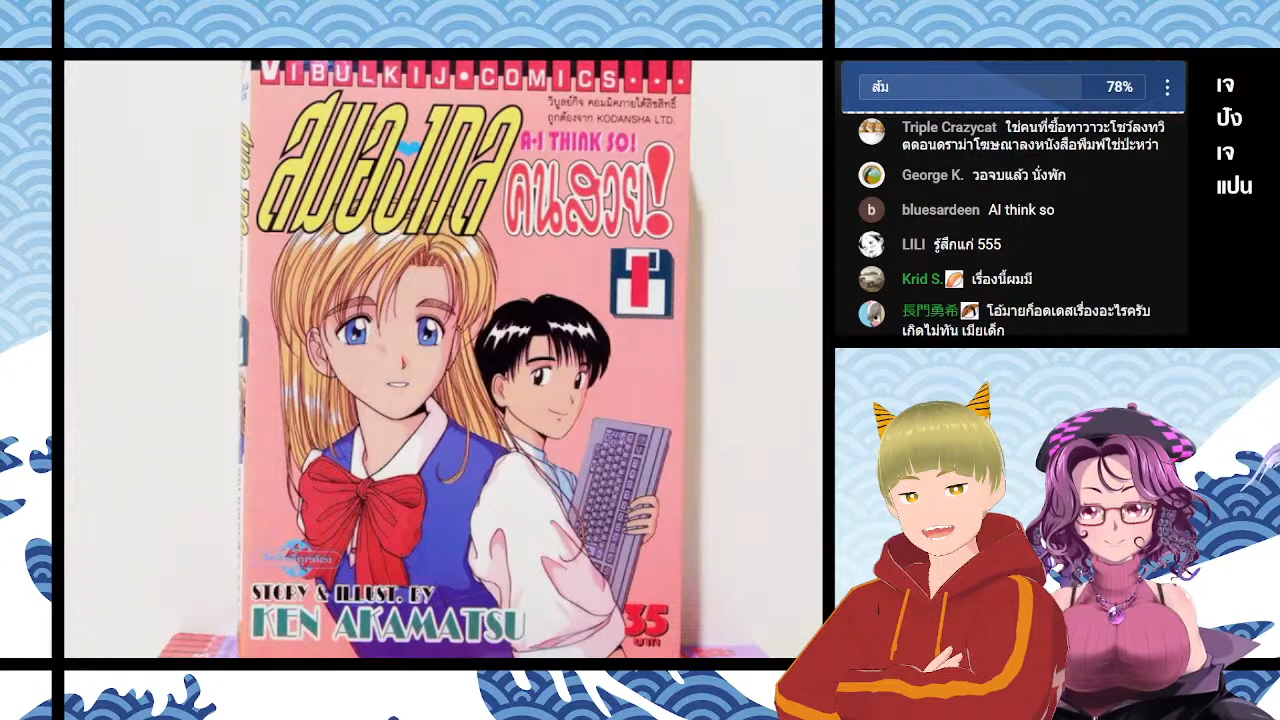 VIBULKIJ•COMICS...
วิบูลย์กิจ คอมมิคภายใต้ลิขสิทธิ์
ถูกต้องจาก KODANSHA LTD.
สมองกล
A•I THINK SO!
คนสวย!
1
STORY & ILLUST. BY
KEN AKAMATSU
35
บาท
ส้ม
78%
Triple Crazycat ใช่คนที่ซื้อทาวาวะโชว์ลงทวิ
ตตอนดราม่าโฆษณาลงหนังสือพิมพ์ใช่ป่ะหว่า
George K. วอจบแล้ว นั่งพัก
b
bluesardeen AI think so
LILI รู้สึกแก่ 555
Krid S. เรื่องนี้ผมมี
長門勇希 โอ้มายก็อดเดสเรื่องอะไรครับ
เกิดไม่ทัน เมียเด็ก
เจ
ปัง
เจ
แปน